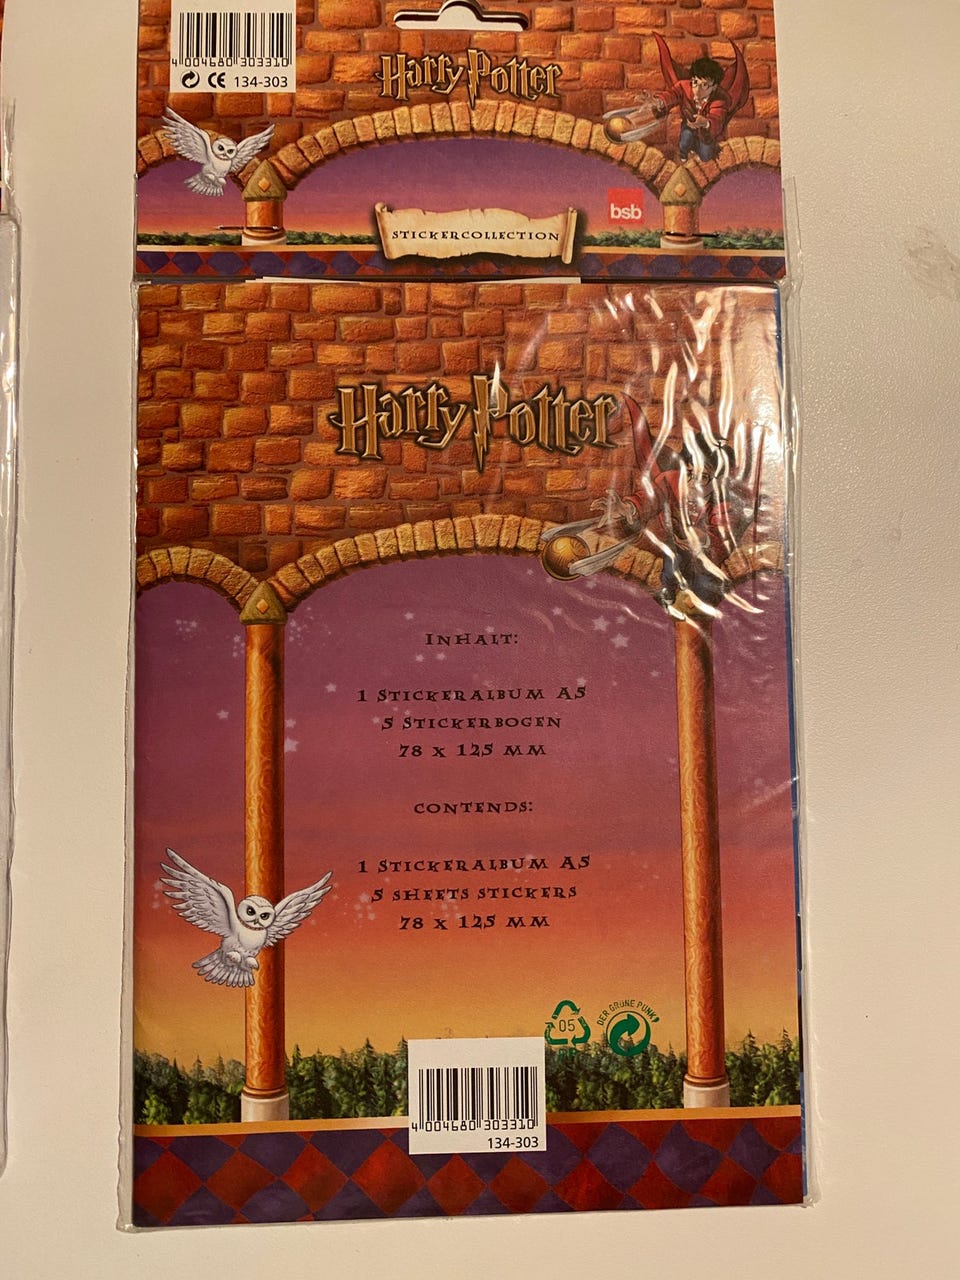 4 004680 303310
CE 134-303
Harry Potter
bsb
STICKERCOLLECTION
Harry Potter
INHALT:
1 STICKERALBUM A5
5 STICKERBOGEN
78 x 125 MM
CONTENDS:
1 STICKERALBUM A5
5 SHEETS STICKERS
78 x 125 MM
05
DER GRÜNE PUNKT
4 004680 303310
134-303